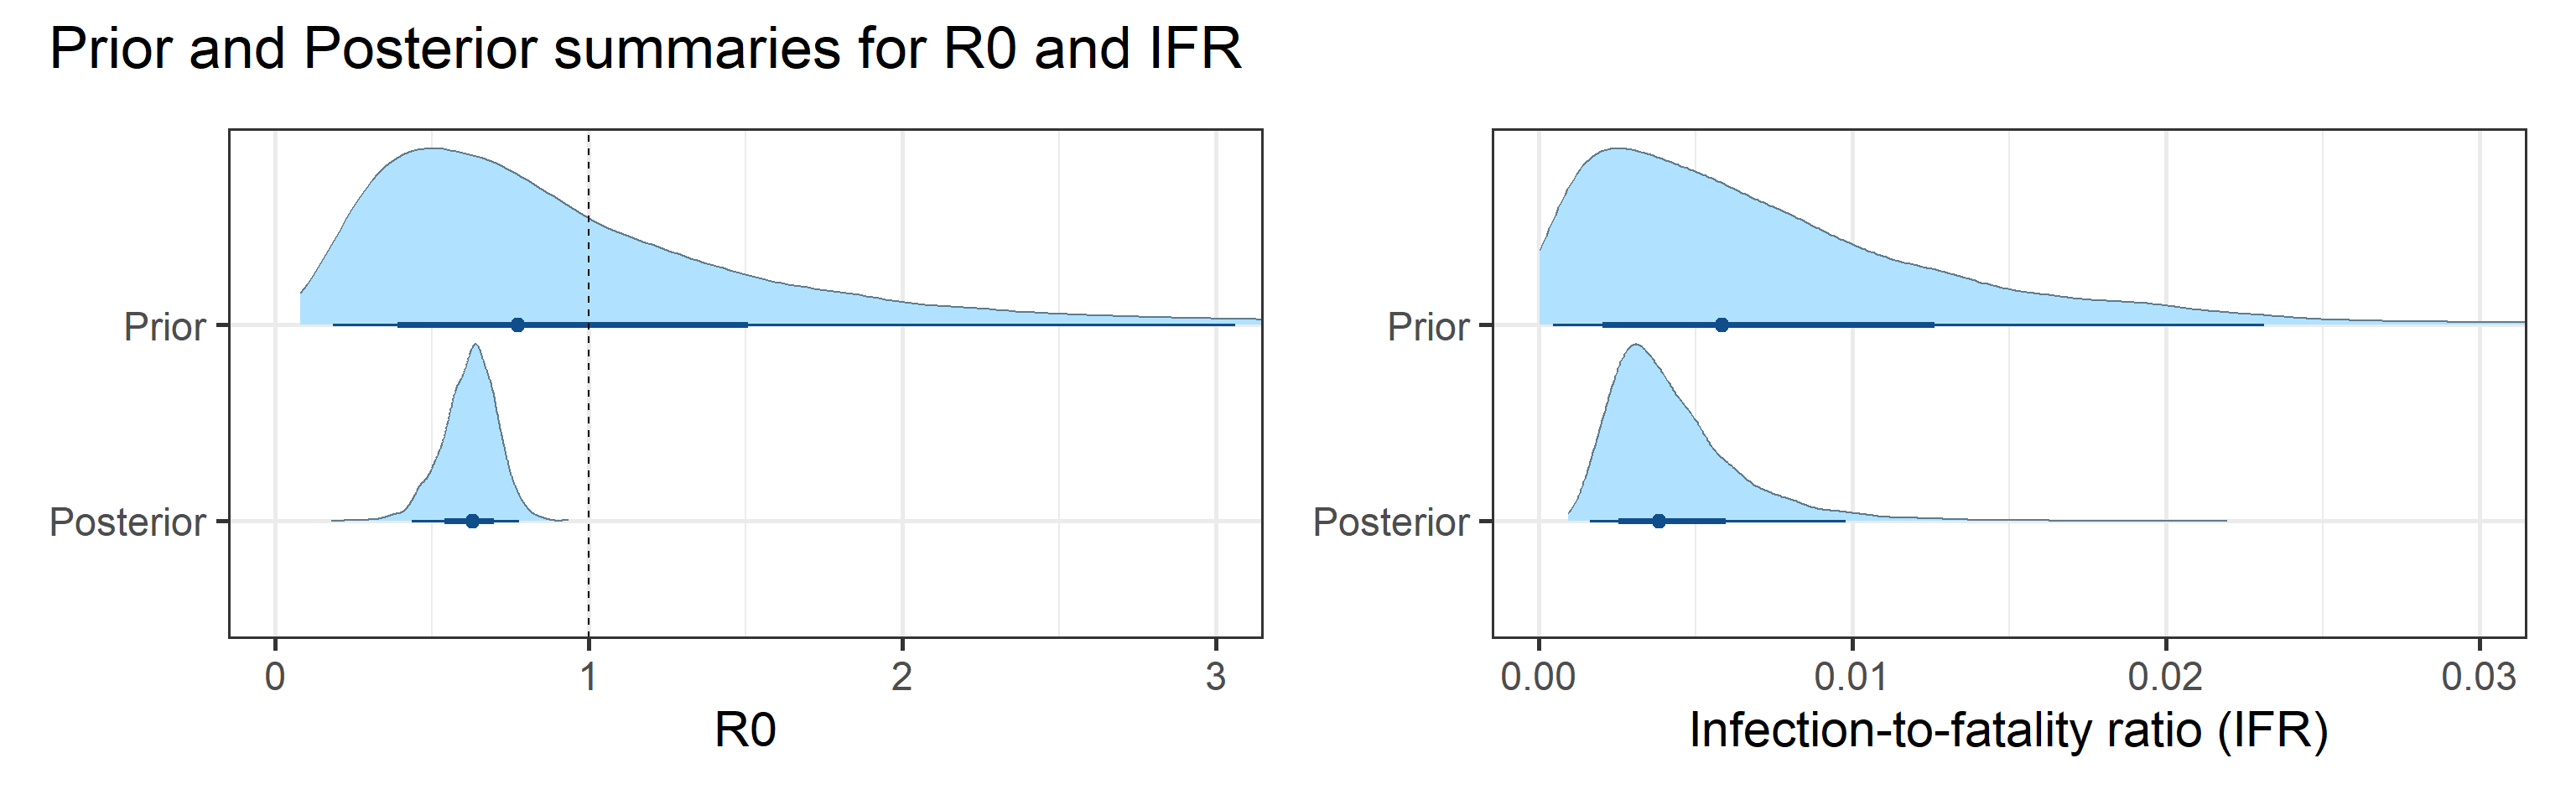 Prior and Posterior summaries for R0 and IFR
Prior
Posterior
0 1 2 3
R0
Prior
Posterior
0.00 0.01 0.02 0.03
Infection-to-fatality ratio (IFR)